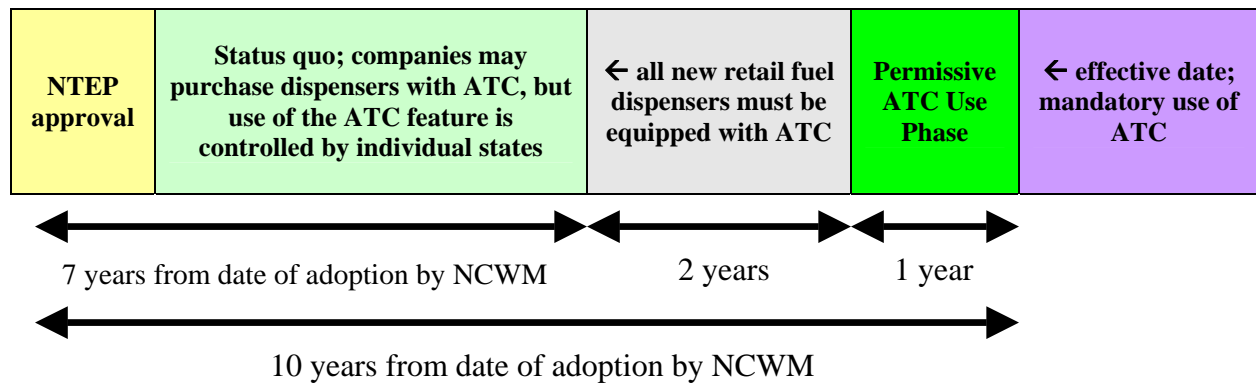 NTEP
approval
Status quo; companies may
purchase dispensers with ATC, but
use of the ATC feature is
controlled by individual states
← all new retail fuel
dispensers must be
equipped with ATC
Permissive
ATC Use
Phase
← effective date;
mandatory use of
ATC
7 years from date of adoption by NCWM
2 years
1 year
10 years from date of adoption by NCWM